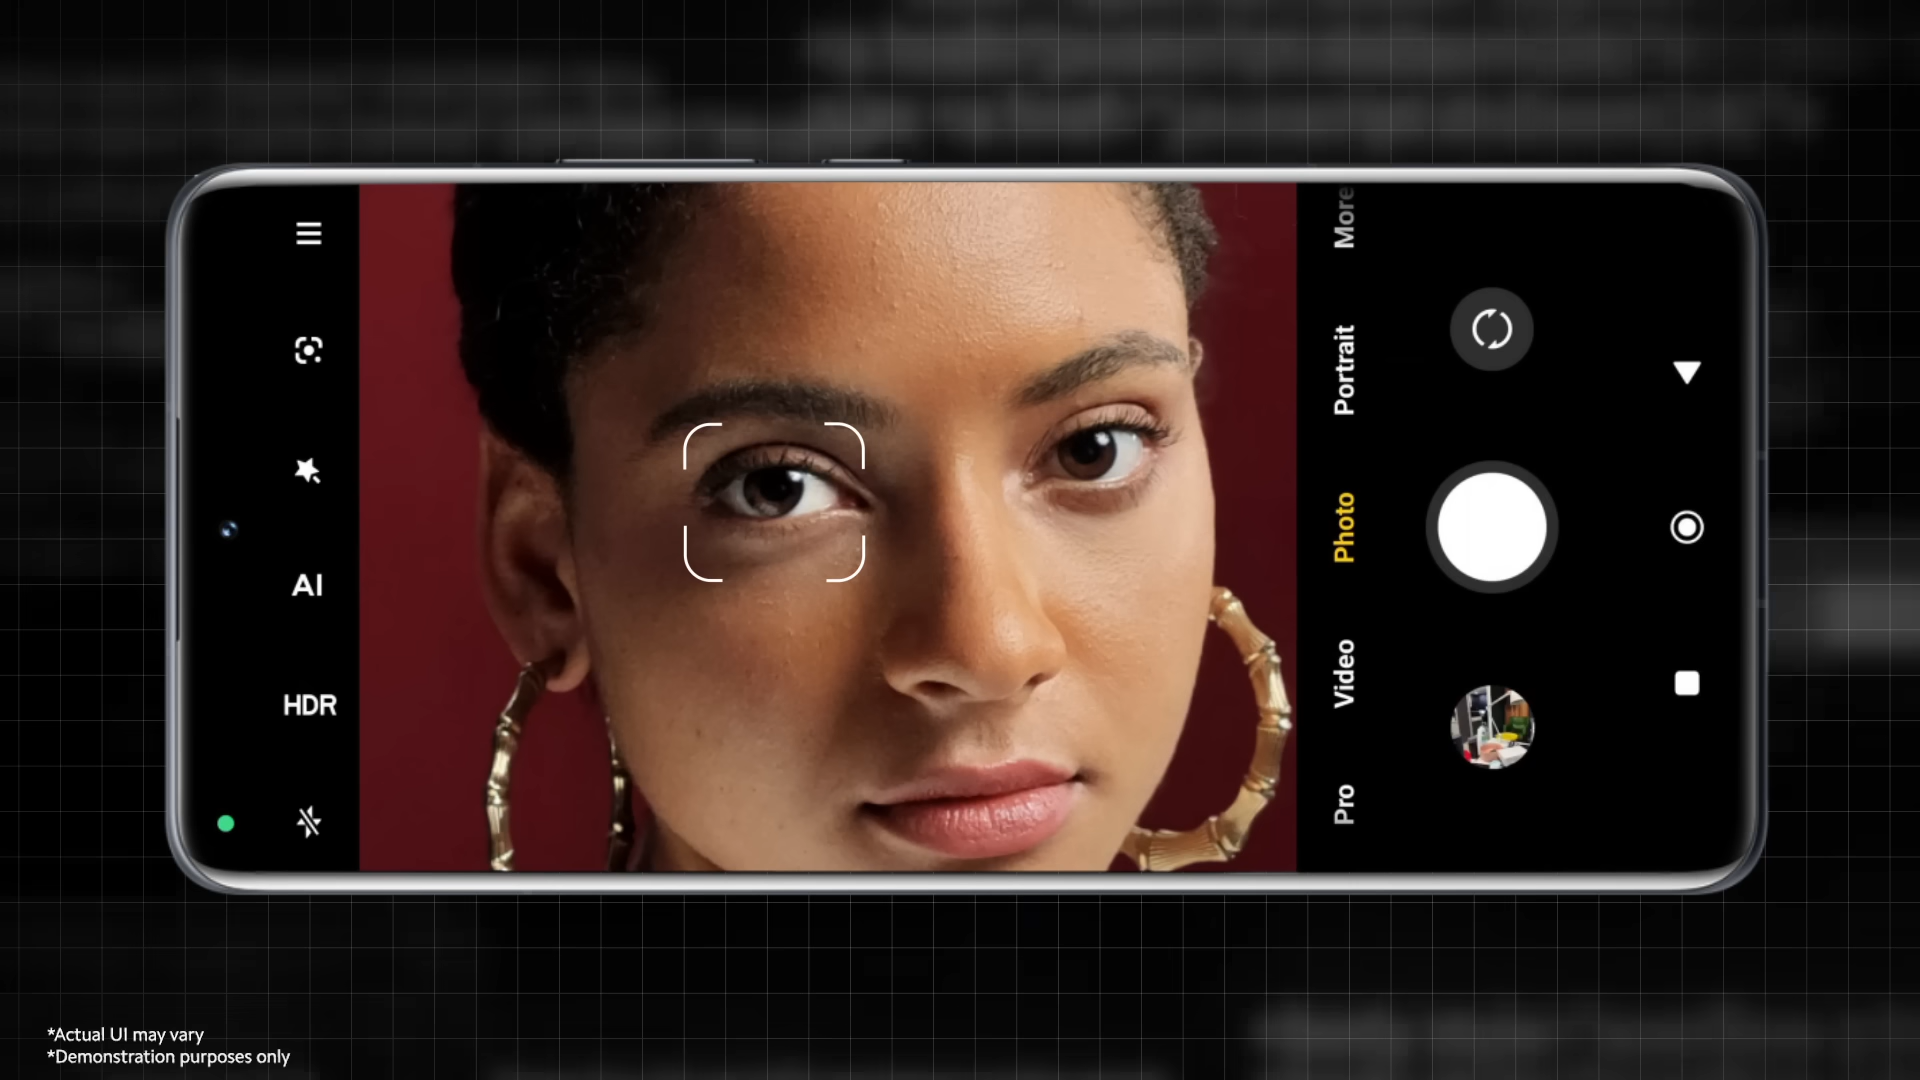 AI
HDR
More
Portrait
Photo
Video
Pro
*Actual UI may vary
*Demonstration purposes only